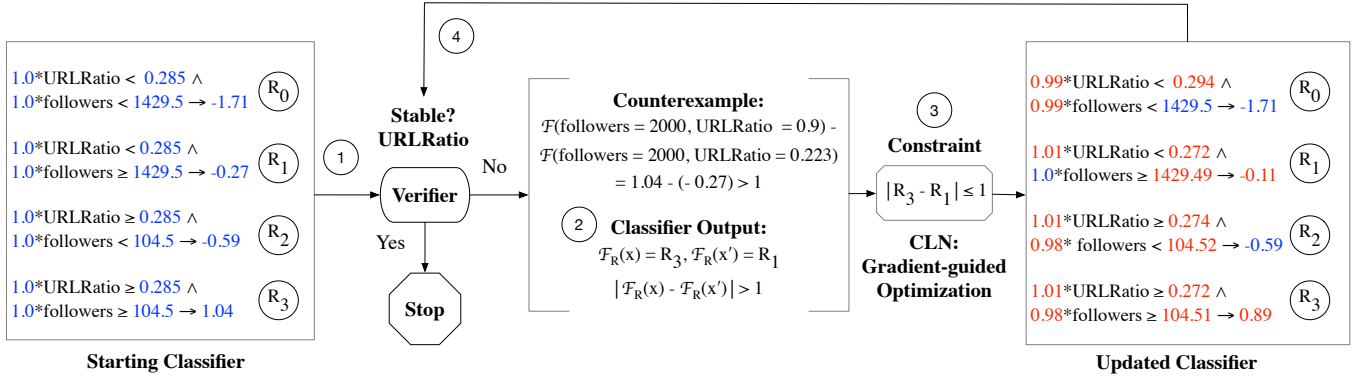 1.0*URLRatio < 0.285 ∧
1.0*followers < 1429.5 → -1.71
R0
1.0*URLRatio < 0.285 ∧
1.0*followers ≥ 1429.5 → -0.27
R1
1.0*URLRatio ≥ 0.285 ∧
1.0*followers < 104.5 → -0.59
R2
1.0*URLRatio ≥ 0.285 ∧
1.0*followers ≥ 104.5 → 1.04
R3
Starting Classifier
1
4
Stable?
URLRatio
Verifier
No
Yes
Stop
Counterexample:
ℱ(followers = 2000, URLRatio = 0.9) -
ℱ(followers = 2000, URLRatio = 0.223)
= 1.04 - (- 0.27) > 1
2
Classifier Output:
ℱR(x) = R3, ℱR(x′) = R1
| ℱR(x) - ℱR(x′) | > 1
3
Constraint
| R3 - R1 | ≤ 1
CLN:
Gradient-guided
Optimization
0.99*URLRatio < 0.294 ∧
0.99*followers < 1429.5 → -1.71
R0
1.01*URLRatio < 0.272 ∧
1.0*followers ≥ 1429.49 → -0.11
R1
1.01*URLRatio ≥ 0.274 ∧
0.98* followers < 104.52 → -0.59
R2
1.01*URLRatio ≥ 0.272 ∧
0.98*followers ≥ 104.51 → 0.89
R3
Updated Classifier